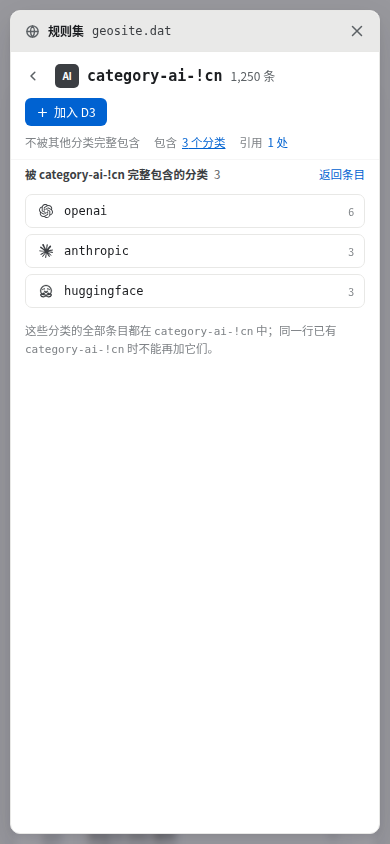 规则集 geosite.dat
AI category-ai-!cn 1,250 条
加入 D3
不被其他分类完整包含 包含 3 个分类 引用 1 处
被 category-ai-!cn 完整包含的分类 3 返回条目
openai 6
anthropic 3
huggingface 3
这些分类的全部条目都在 category-ai-!cn 中；同一行已有
category-ai-!cn 时不能再加它们。